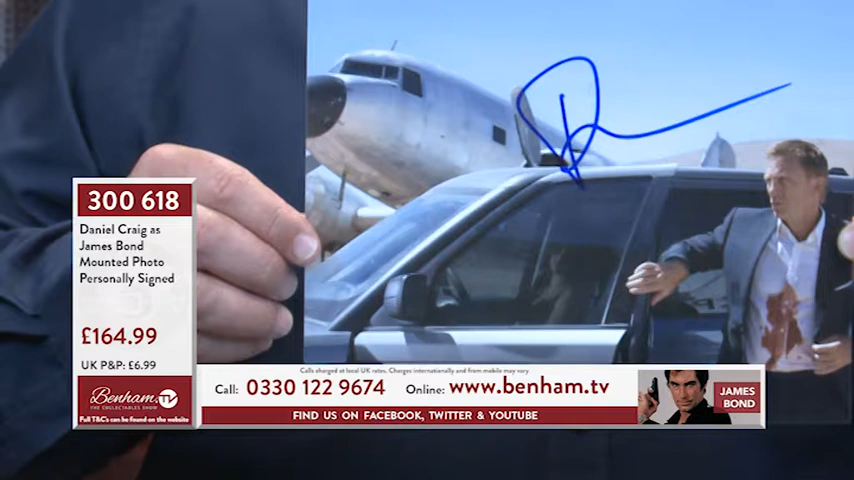 300 618
Daniel Craig as
James Bond
Mounted Photo
Personally Signed
£164.99
UK P&P: £6.99
Benham.TV
THE COLLECTABLES SHOW
Full T&C's can be found on the website
Calls charged at local UK rates. Charges internationally and from mobile may vary
Call: 0330 122 9674 Online: www.benham.tv
FIND US ON FACEBOOK, TWITTER & YOUTUBE
JAMES
BOND